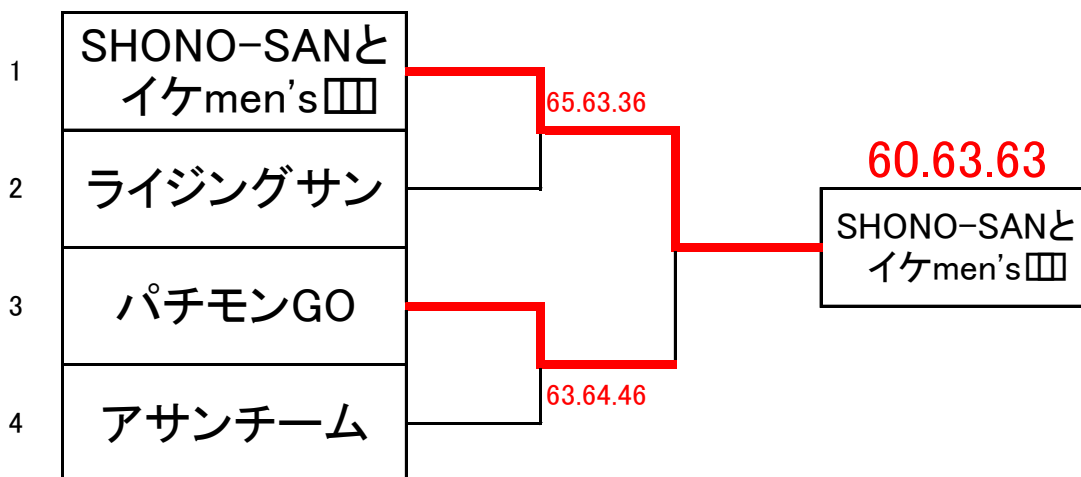 1
SHONO-SANと
イケmen's
65.63.36
2
ライジングサン
60.63.63
SHONO-SANと
イケmen's
3
パチモンGO
63.64.46
4
アサンチーム